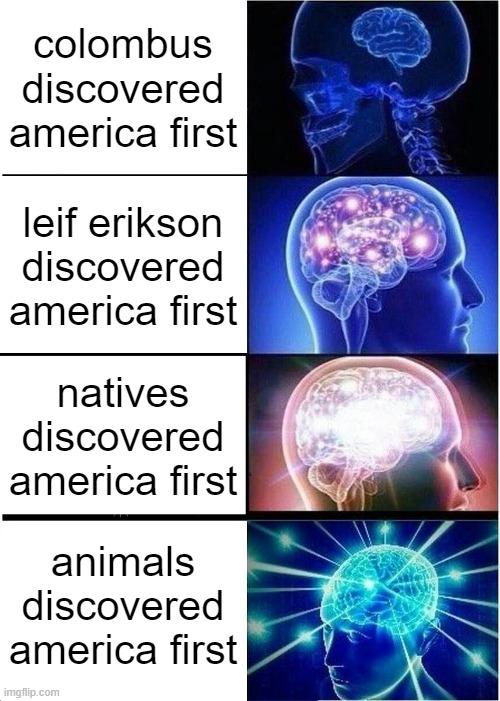 colombus
discovered
america first
leif erikson
discovered
america first
natives
discovered
america first
animals
discovered
america first
imgflip.com